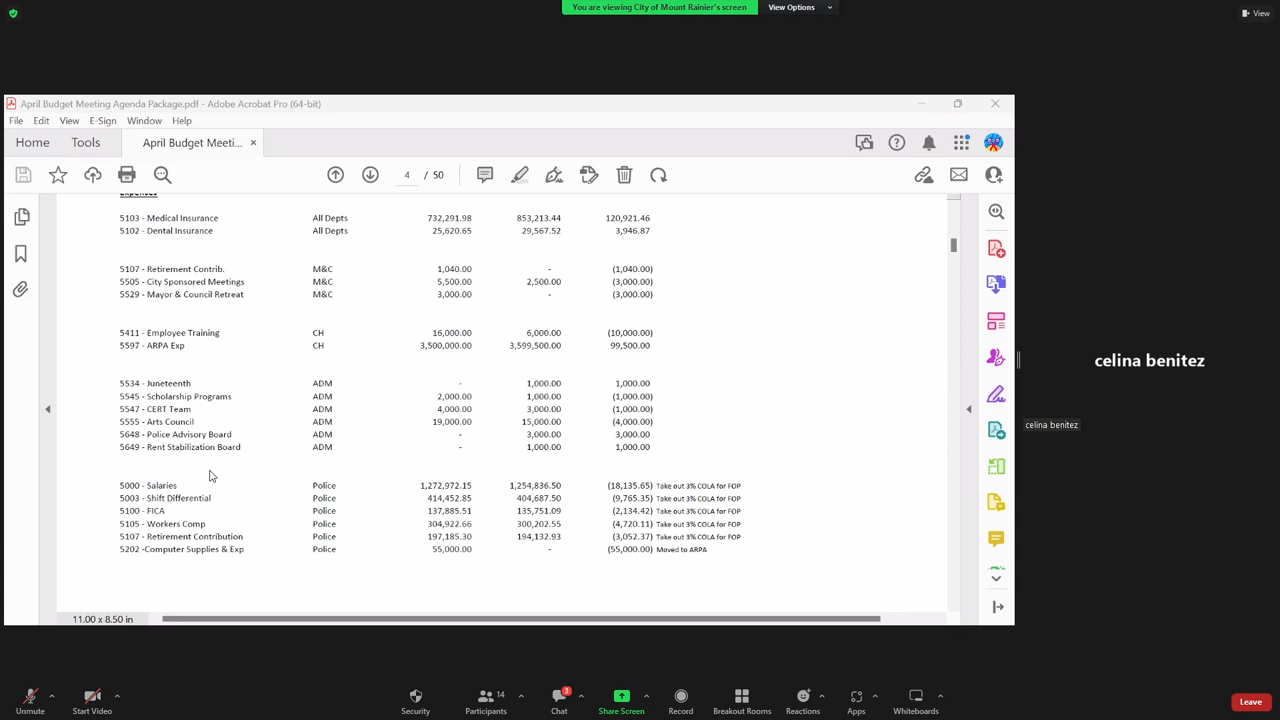 You are viewing City of Mount Rainier's screen
View Options
View
April Budget Meeting Agenda Package.pdf - Adobe Acrobat Pro (64-bit)
File Edit View E-Sign Window Help
Home Tools April Budget Meeti... ×
4 / 50
Expenses
5103 - Medical Insurance All Depts 732,291.98 853,213.44 120,921.46
5102 - Dental Insurance All Depts 25,620.65 29,567.52 3,946.87
5107 - Retirement Contrib. M&C 1,040.00 - (1,040.00)
5505 - City Sponsored Meetings M&C 5,500.00 2,500.00 (3,000.00)
5529 - Mayor & Council Retreat M&C 3,000.00 - (3,000.00)
5411 - Employee Training CH 16,000.00 6,000.00 (10,000.00)
5597 - ARPA Exp CH 3,500,000.00 3,599,500.00 99,500.00
5534 - Juneteenth ADM - 1,000.00 1,000.00
5545 - Scholarship Programs ADM 2,000.00 1,000.00 (1,000.00)
5547 - CERT Team ADM 4,000.00 3,000.00 (1,000.00)
5555 - Arts Council ADM 19,000.00 15,000.00 (4,000.00)
5648 - Police Advisory Board ADM - 3,000.00 3,000.00
5649 - Rent Stabilization Board ADM - 1,000.00 1,000.00
5000 - Salaries Police 1,272,972.15 1,254,836.50 (18,135.65) Take out 3% COLA for FOP
5003 - Shift Differential Police 414,452.85 404,687.50 (9,765.35) Take out 3% COLA for FOP
5100 - FICA Police 137,885.51 135,751.09 (2,134.42) Take out 3% COLA for FOP
5105 - Workers Comp Police 304,922.66 300,202.55 (4,720.11) Take out 3% COLA for FOP
5107 - Retirement Contribution Police 197,185.30 194,132.93 (3,052.37) Take out 3% COLA for FOP
5202 -Computer Supplies & Exp Police 55,000.00 - (55,000.00) Moved to ARPA
11.00 x 8.50 in
celina benitez
celina benitez
Unmute Start Video Security Participants 14 Chat 3 Share Screen Record Breakout Rooms Reactions Apps Whiteboards Leave